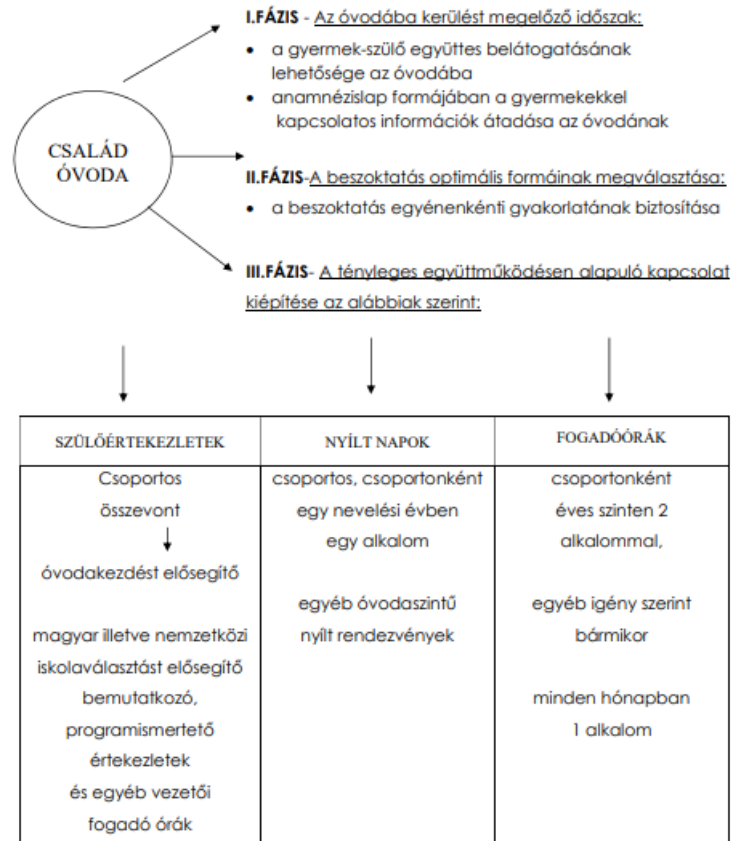 I.FÁZIS - Az óvodába kerülést megelőző időszak:
• a gyermek-szülő együttes belátogatásának
lehetősége az óvodába
• anamnézislap formájában a gyermekekkel
kapcsolatos információk átadása az óvodának
CSALÁD
ÓVODA
II.FÁZIS-A beszoktatás optimális formáinak megválasztása:
• a beszoktatás egyénenkénti gyakorlatának biztosítása
III.FÁZIS- A tényleges együttműködésen alapuló kapcsolat
kiépítése az alábbiak szerint:
SZÜLŐÉRTEKEZLETEK
Csoportos
összevont
óvodakezdést elősegítő
magyar illetve nemzetközi
iskolaválasztást elősegítő
bemutatkozó,
programismertető
értekezletek
és egyéb vezetői
fogadó órák
NYÍLT NAPOK
csoportos, csoportonként
egy nevelési évben
egy alkalom
egyéb óvodaszintű
nyílt rendezvények
FOGADÓÓRÁK
csoportonként
éves szinten 2
alkalommal,
egyéb igény szerint
bármikor
minden hónapban
1 alkalom